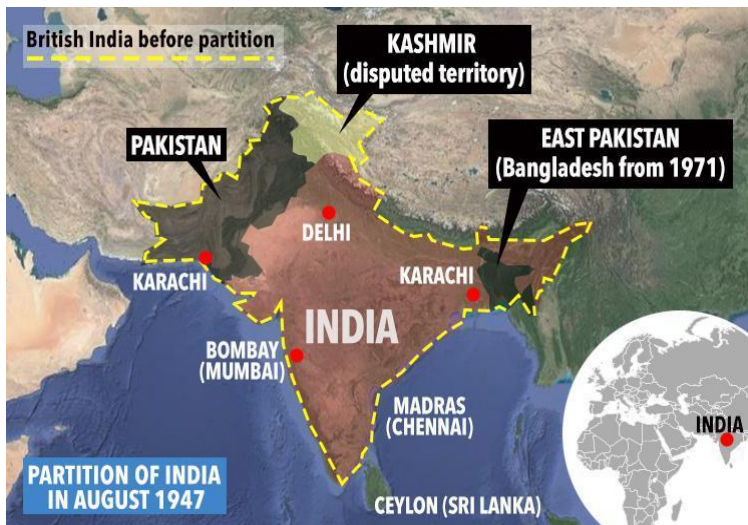 British India before partition
KASHMIR
(disputed territory)
PAKISTAN
EAST PAKISTAN
(Bangladesh from 1971)
DELHI
KARACHI
KARACHI
INDIA
BOMBAY
(MUMBAI)
MADRAS
(CHENNAI)
INDIA
PARTITION OF INDIA
IN AUGUST 1947
CEYLON (SRI LANKA)